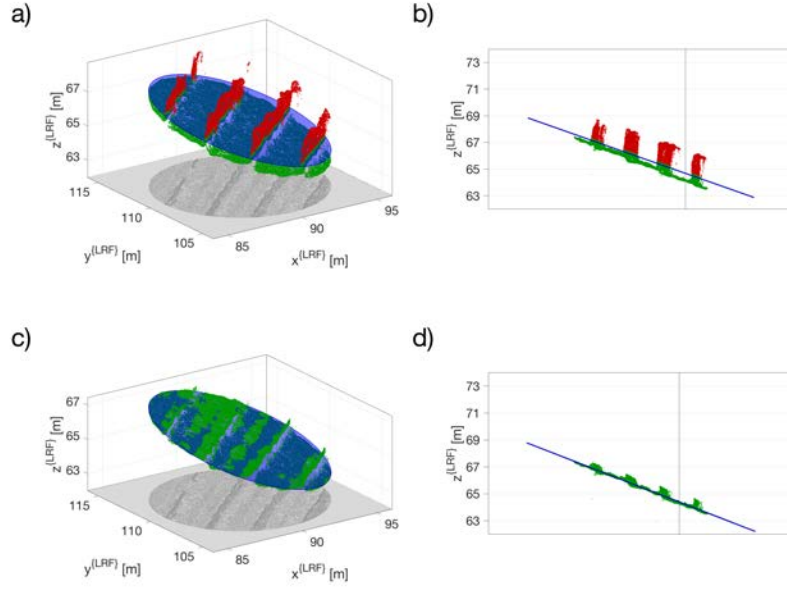 a)
67
65
63
z{LRF} [m]
115
110
105
y{LRF} [m]
85
90
95
x{LRF} [m]
b)
73
71
69
67
65
63
z{LRF} [m]
c)
67
65
63
z{LRF} [m]
115
110
105
y{LRF} [m]
85
90
95
x{LRF} [m]
d)
73
71
69
67
65
63
z{LRF} [m]